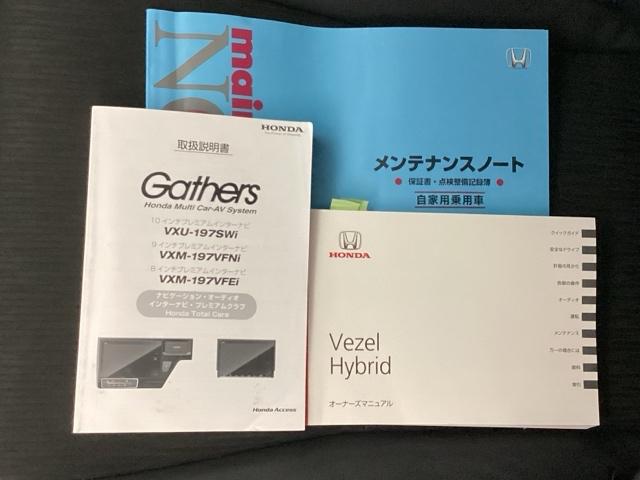 main
NO
メンテナンスノート
● 保証書・点検整備記録簿 ●
自家用乗用車
HONDA
取扱説明書
Gathers
Honda Multi Car-AV System
10インチプレミアムインターナビ
VXU-197SWi
9インチプレミアムインターナビ
VXM-197VFNi
8インチプレミアムインターナビ
VXM-197VFEi
ナビゲーション・オーディオ
インターナビ・プレミアムクラブ
Honda Total Care
Honda Access
HONDA
Vezel
Hybrid
オーナーズマニュアル
クイックガイド
安全なドライブ
計器の見かた
各部の操作
オーディオ
運転
メンテナンス
万一の場合には
資料
索引